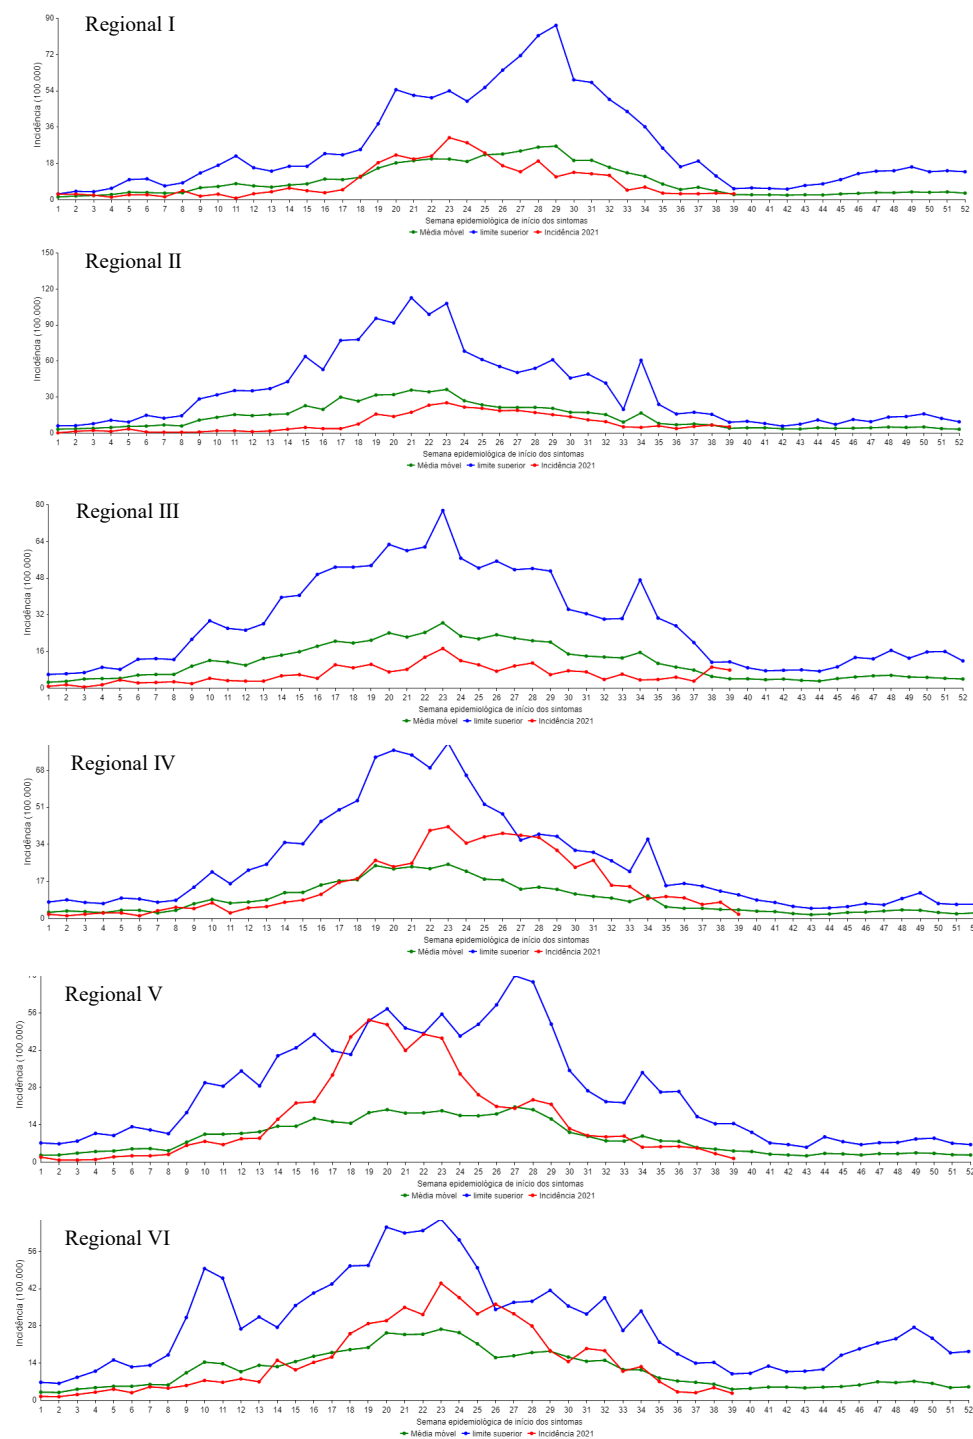 Regional I
90
72
54
36
18
0
Incidência (100.000)
1 2 3 4 5 6 7 8 9 10 11 12 13 14 15 16 17 18 19 20 21 22 23 24 25 26 27 28 29 30 31 32 33 34 35 36 37 38 39 40 41 42 43 44 45 46 47 48 49 50 51 52
Semana epidemiológica de início dos sintomas
Média móvel limite superior Incidência 2021
Regional II
150
120
90
60
30
0
Incidência (100.000)
1 2 3 4 5 6 7 8 9 10 11 12 13 14 15 16 17 18 19 20 21 22 23 24 25 26 27 28 29 30 31 32 33 34 35 36 37 38 39 40 41 42 43 44 45 46 47 48 49 50 51 52
Semana epidemiológica de início dos sintomas
Média móvel limite superior Incidência 2021
Regional III
80
64
48
32
16
0
Incidência (100.000)
1 2 3 4 5 6 7 8 9 10 11 12 13 14 15 16 17 18 19 20 21 22 23 24 25 26 27 28 29 30 31 32 33 34 35 36 37 38 39 40 41 42 43 44 45 46 47 48 49 50 51 52
Semana epidemiológica de início dos sintomas
Média móvel limite superior Incidência 2021
Regional IV
68
51
34
17
0
Incidência (100.000)
1 2 3 4 5 6 7 8 9 10 11 12 13 14 15 16 17 18 19 20 21 22 23 24 25 26 27 28 29 30 31 32 33 34 35 36 37 38 39 40 41 42 43 44 45 46 47 48 49 50 51
Semana epidemiológica de início dos sintomas
Média móvel limite superior Incidência 2021
Regional V
56
42
28
14
0
Incidência (100.000)
1 2 3 4 5 6 7 8 9 10 11 12 13 14 15 16 17 18 19 20 21 22 23 24 25 26 27 28 29 30 31 32 33 34 35 36 37 38 39 40 41 42 43 44 45 46 47 48 49 50 51 52
Semana epidemiológica de início dos sintomas
Média móvel limite superior Incidência 2021
Regional VI
56
42
28
14
0
Incidência (100.000)
1 2 3 4 5 6 7 8 9 10 11 12 13 14 15 16 17 18 19 20 21 22 23 24 25 26 27 28 29 30 31 32 33 34 35 36 37 38 39 40 41 42 43 44 45 46 47 48 49 50 51 52
Semana epidemiológica de início dos sintomas
Média móvel limite superior Incidência 2021